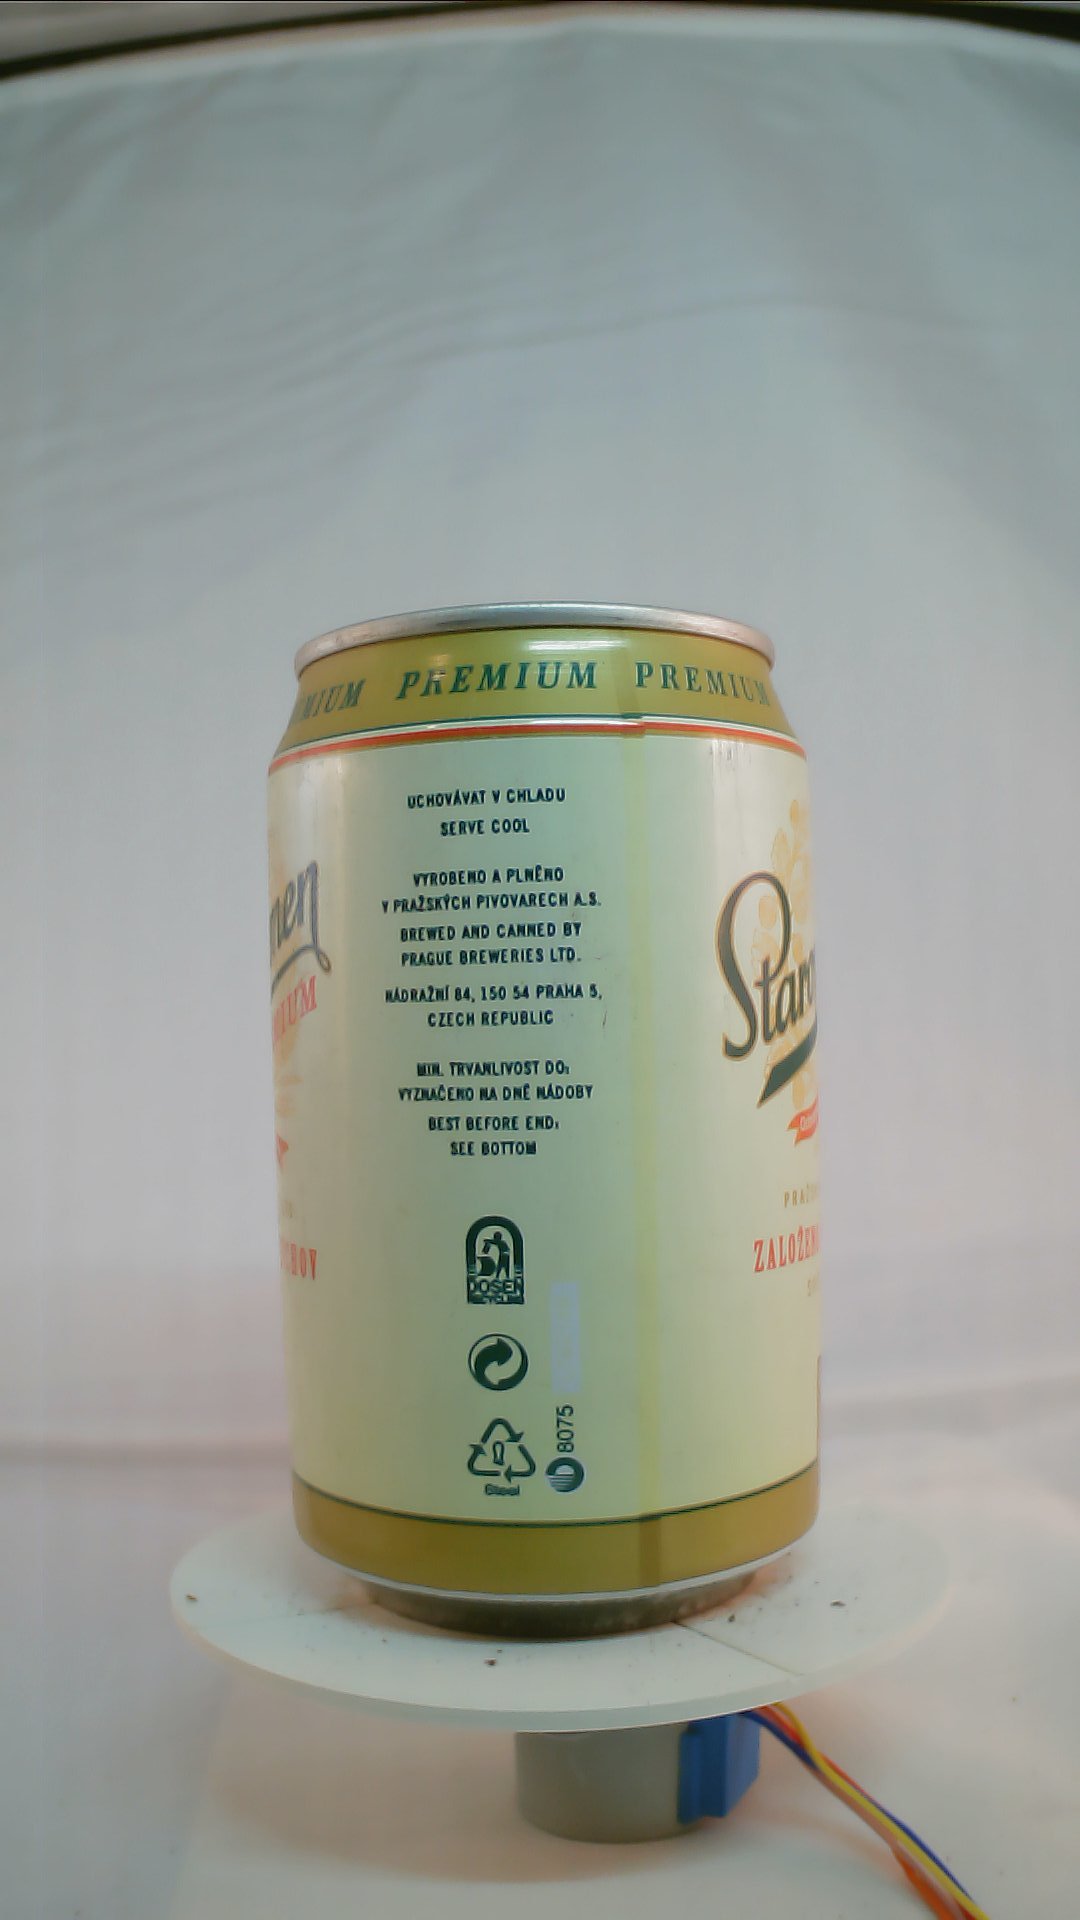 PREMIUM PREMIUM
UCHOVÁVAT V CHLADU
SERVE COOL
VYROBENO A PLNĚNO
V PRAŽSKÝCH PIVOVARECH A.S.
BREWED AND CANNED BY
PRAGUE BREWERIES LTD.
NÁDRAŽNÍ 84, 150 54 PRAHA 5,
CZECH REPUBLIC
MIN. TRVANLIVOST DO:
VYZNAČENO NA DNĚ NÁDOBY
BEST BEFORE END:
SEE BOTTOM
DOSEN
Steel
8075